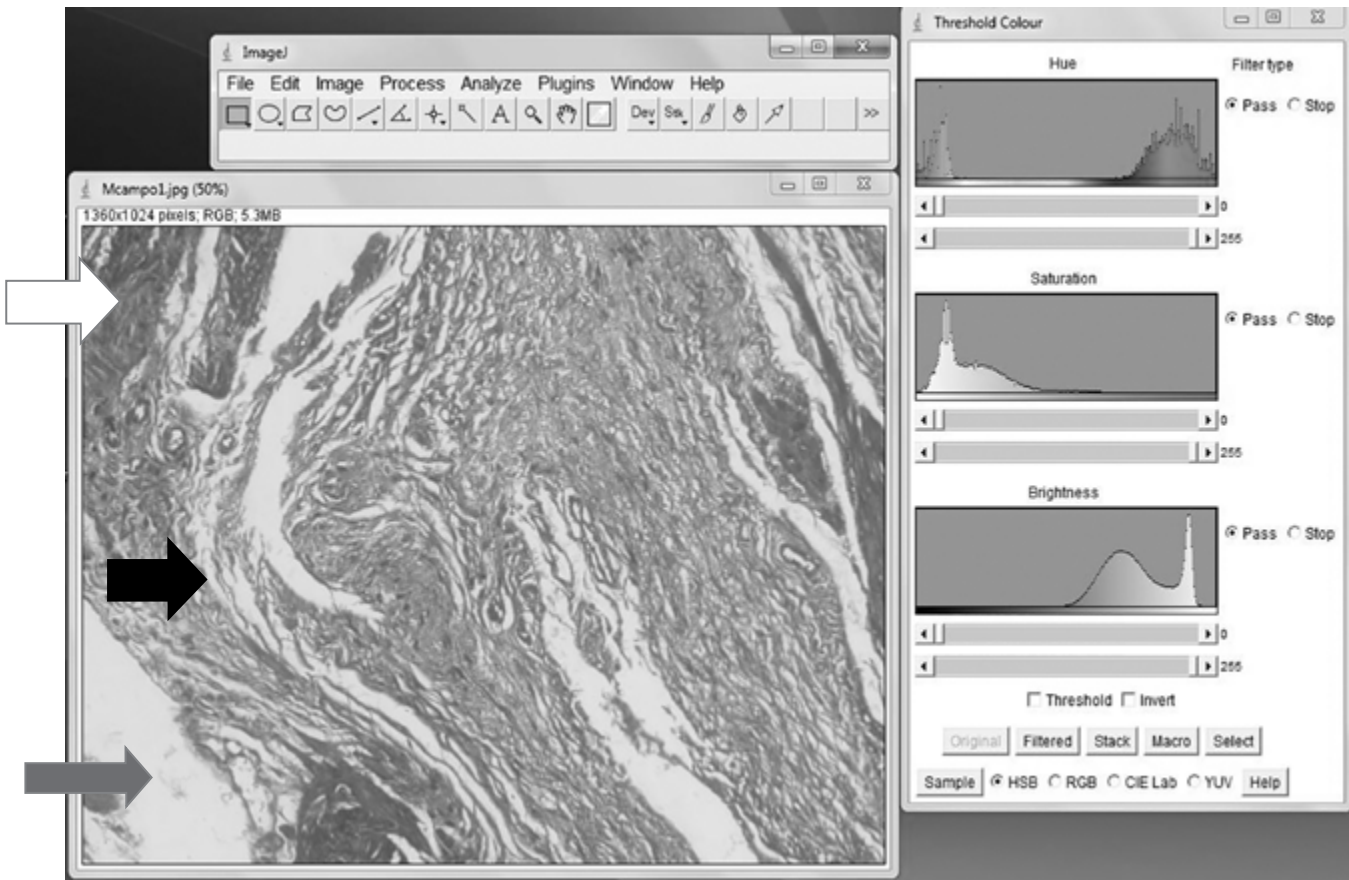 ImageJ
File Edit Image Process Analyze Plugins Window Help
Dev Stk >>
Mcampo1.jpg (50%)
1360x1024 pixels; RGB; 5.3MB
Threshold Colour
Hue
Filter type
Pass Stop
0
255
Saturation
Pass Stop
0
255
Brightness
Pass Stop
0
255
Threshold Invert
Original Filtered Stack Macro Select
Sample HSB RGB CIE Lab YUV Help